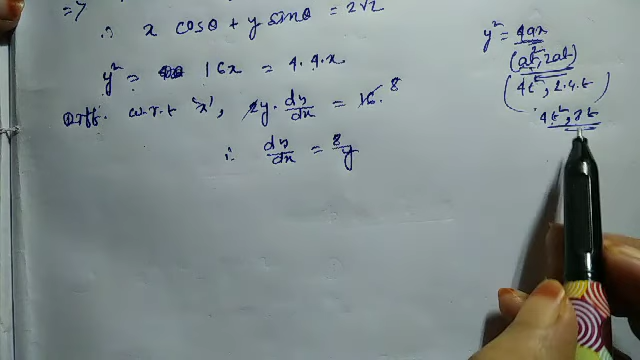 => 
∴ x cosθ + y sinθ = 2√2
y² = 16x = 4.4.x
Diff. w.r.t 'x', 2y. dy/dx = 16. 8
∴ dy/dx = 8/y
y² = 4ax
(at², 2at)
(4t², 2.4.t)
4t², 8t